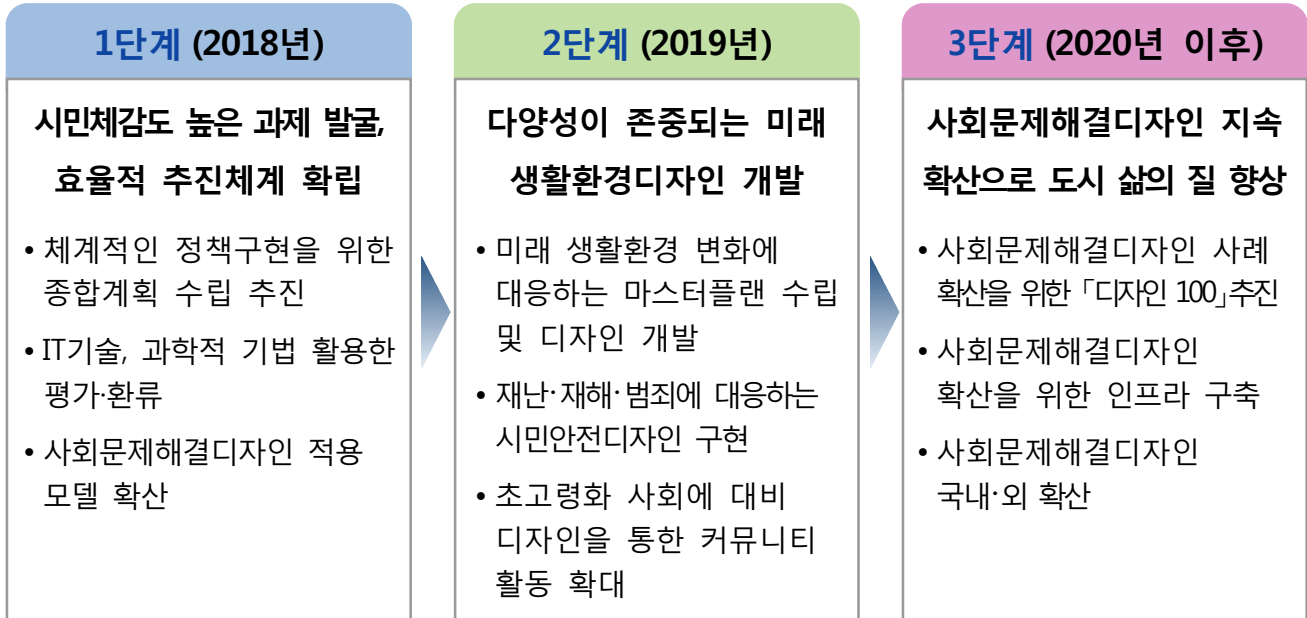 1단계 (2018년)
시민체감도 높은 과제 발굴,
효율적 추진체계 확립
• 체계적인 정책구현을 위한
종합계획 수립 추진
• IT기술, 과학적 기법 활용한
평가·환류
• 사회문제해결디자인 적용
모델 확산
2단계 (2019년)
다양성이 존중되는 미래
생활환경디자인 개발
• 미래 생활환경 변화에
대응하는 마스터플랜 수립
및 디자인 개발
• 재난·재해·범죄에 대응하는
시민안전디자인 구현
• 초고령화 사회에 대비
디자인을 통한 커뮤니티
활동 확대
3단계 (2020년 이후)
사회문제해결디자인 지속
확산으로 도시 삶의 질 향상
• 사회문제해결디자인 사례
확산을 위한 「디자인 100」추진
• 사회문제해결디자인
확산을 위한 인프라 구축
• 사회문제해결디자인
국내·외 확산